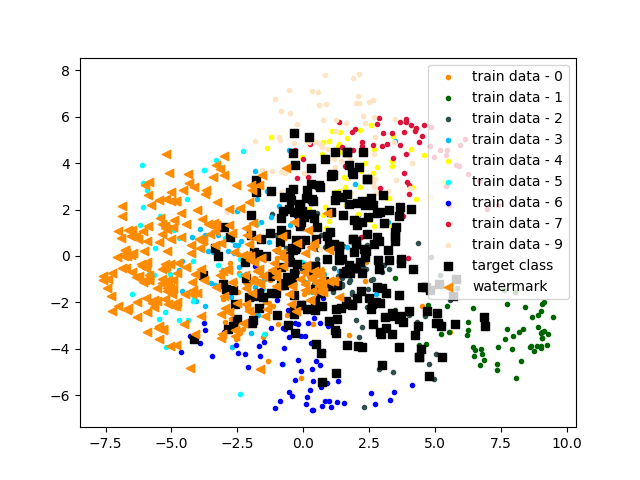 8
6
4
2
0
−2
−4
−6
−7.5
−5.0
−2.5
0.0
2.5
5.0
7.5
10.0
train data - 0
train data - 1
train data - 2
train data - 3
train data - 4
train data - 5
train data - 6
train data - 7
train data - 9
target class
watermark